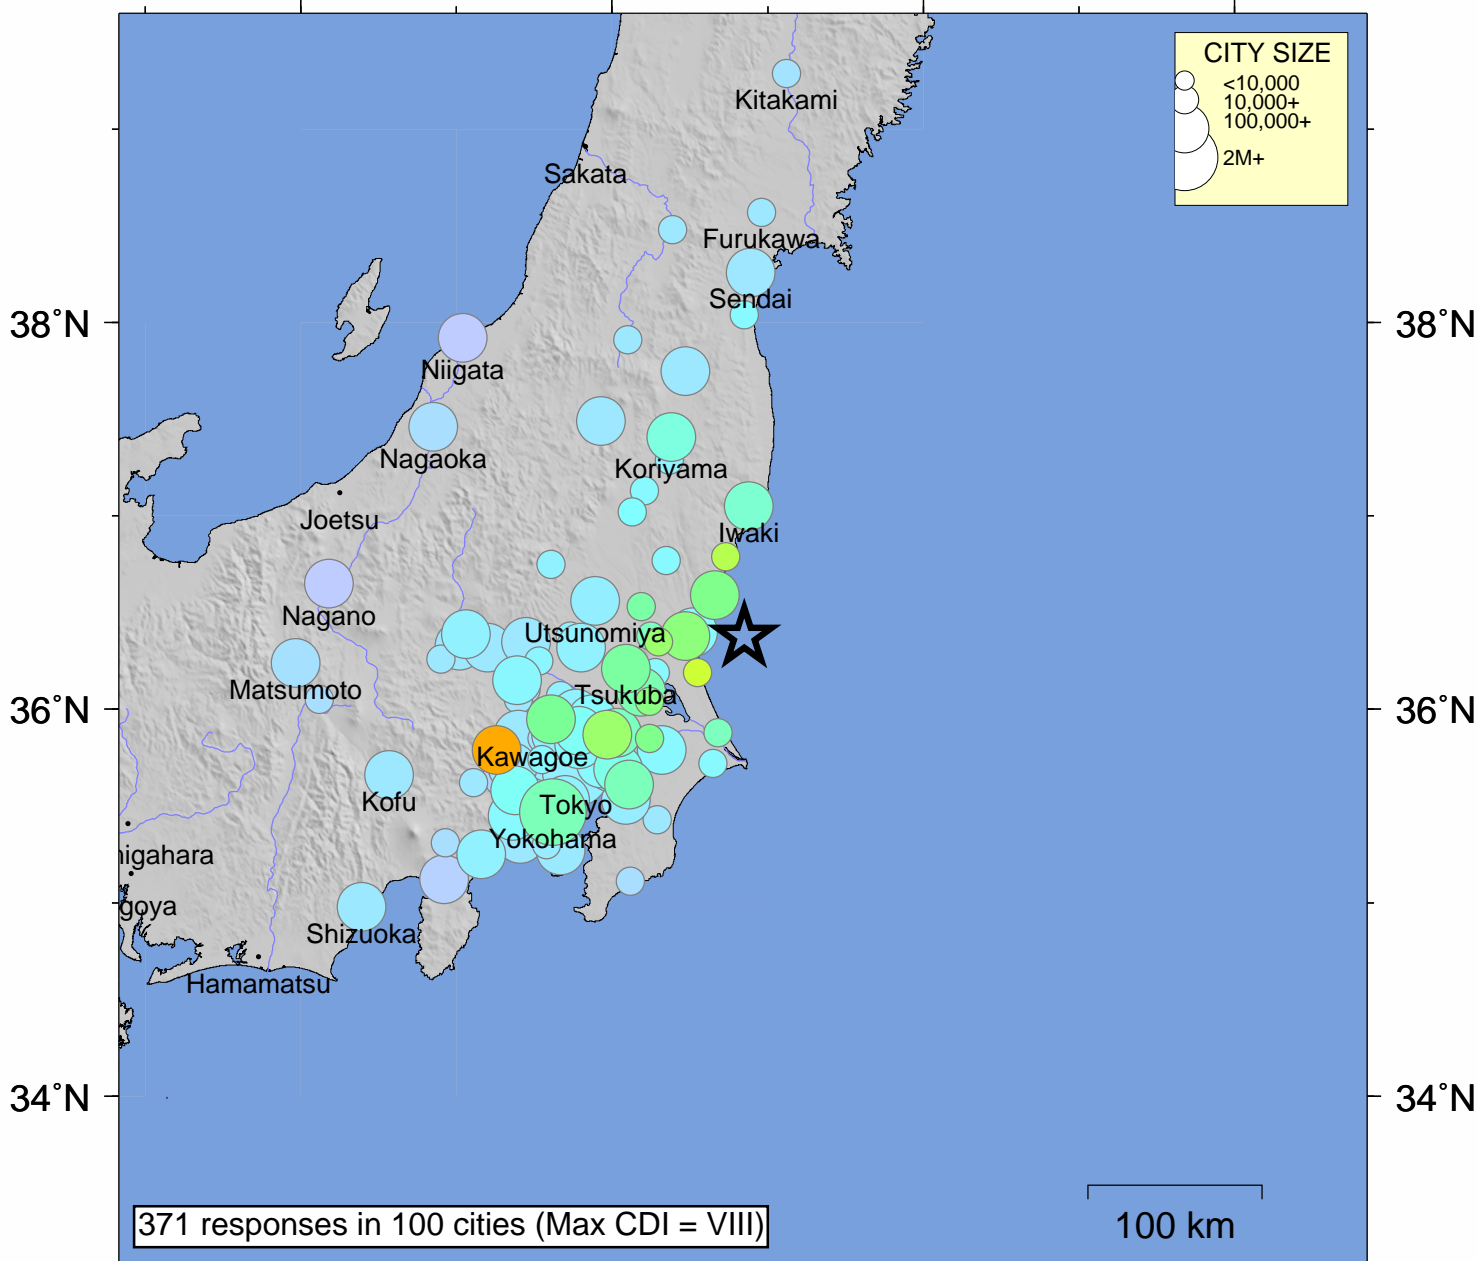 CITY SIZE
<10,000
10,000+
100,000+
2M+
Kitakami
Sakata
Furukawa
Sendai
38˚N
38˚N
Niigata
Nagaoka
Koriyama
Joetsu
Iwaki
Nagano
Utsunomiya
Matsumoto
Tsukuba
36˚N
36˚N
Kawagoe
Kofu
Tokyo
Yokohama
higahara
goya
Shizuoka
Hamamatsu
34˚N
34˚N
371 responses in 100 cities (Max CDI = VIII)
100 km